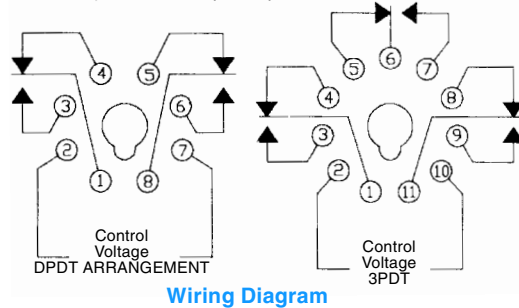 4 5
3 6
2 7
1 8
Control
Voltage
DPDT ARRANGEMENT
6
5 7
4 8
3 9
2 10
1 11
Control
Voltage
3PDT
Wiring Diagram